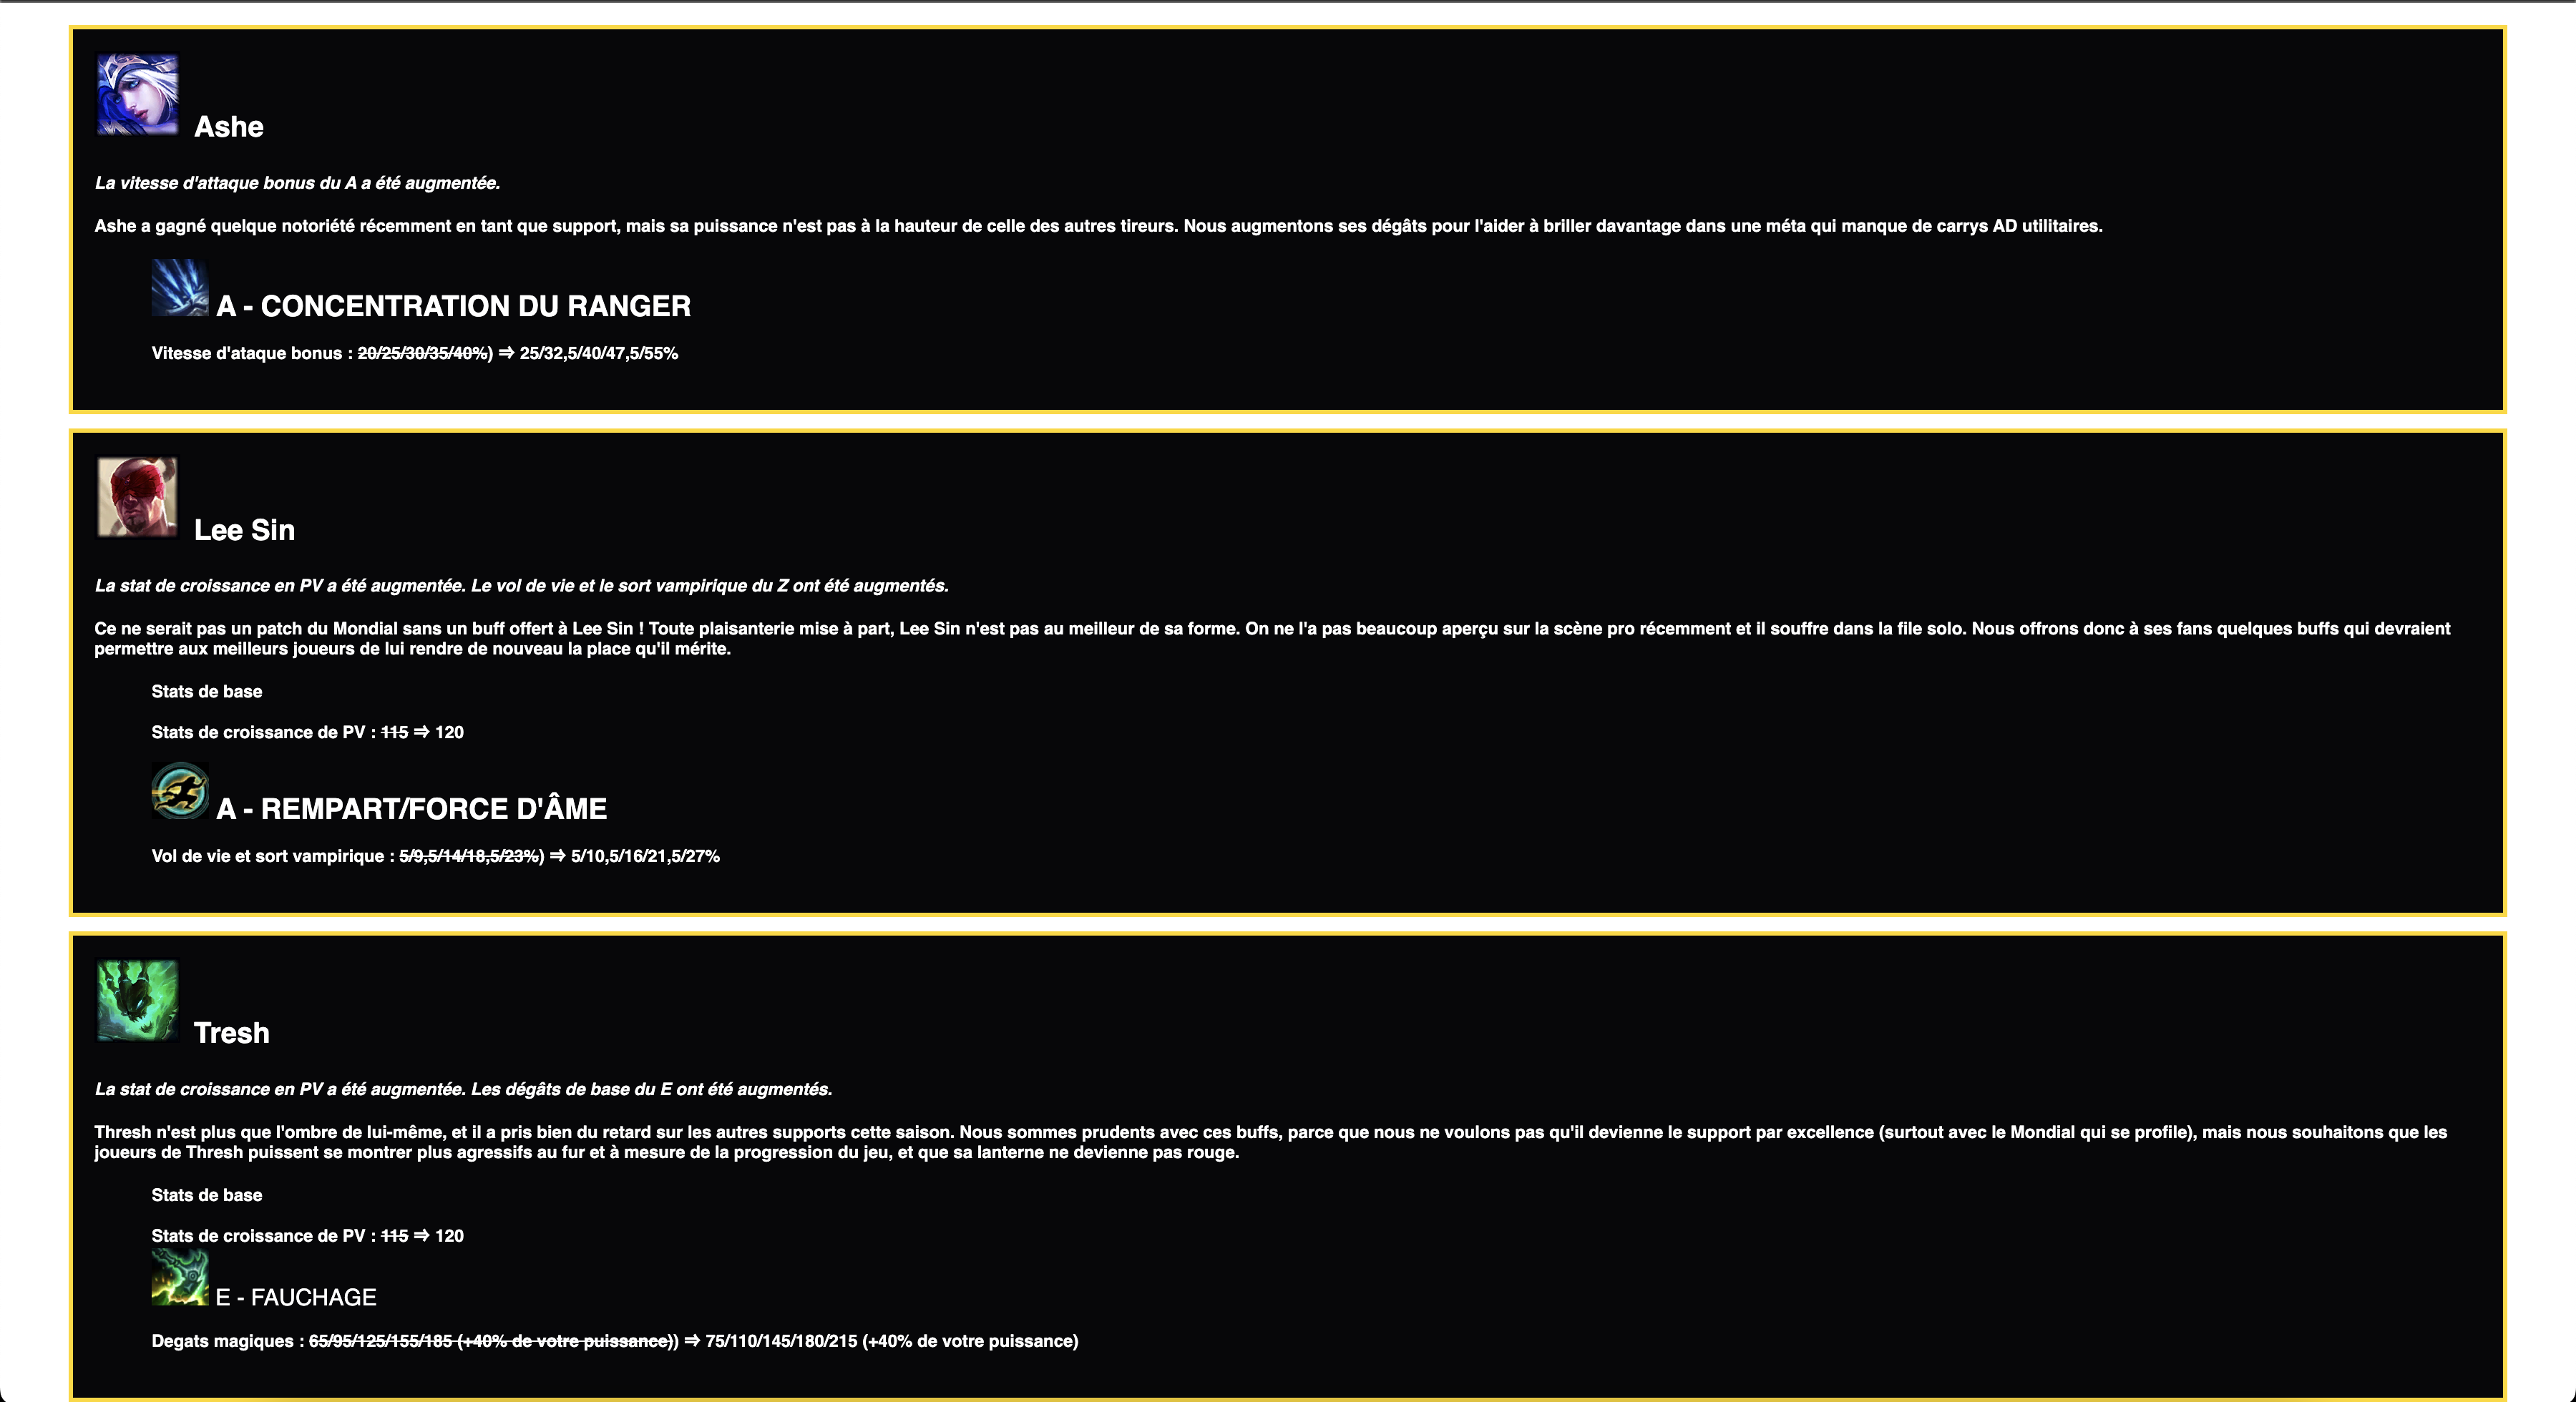 Ashe
La vitesse d'attaque bonus du A a été augmentée.
Ashe a gagné quelque notoriété récemment en tant que support, mais sa puissance n'est pas à la hauteur de celle des autres tireurs. Nous augmentons ses dégâts pour l'aider à briller davantage dans une méta qui manque de carrys AD utilitaires.
A - CONCENTRATION DU RANGER
Vitesse d'ataque bonus : 20/25/30/35/40%) ⇒ 25/32,5/40/47,5/55%
Lee Sin
La stat de croissance en PV a été augmentée. Le vol de vie et le sort vampirique du Z ont été augmentés.
Ce ne serait pas un patch du Mondial sans un buff offert à Lee Sin ! Toute plaisanterie mise à part, Lee Sin n'est pas au meilleur de sa forme. On ne l'a pas beaucoup aperçu sur la scène pro récemment et il souffre dans la file solo. Nous offrons donc à ses fans quelques buffs qui devraient
permettre aux meilleurs joueurs de lui rendre de nouveau la place qu'il mérite.
Stats de base
Stats de croissance de PV : 115 ⇒ 120
A - REMPART/FORCE D'ÂME
Vol de vie et sort vampirique : 5/9,5/14/18,5/23%) ⇒ 5/10,5/16/21,5/27%
Tresh
La stat de croissance en PV a été augmentée. Les dégâts de base du E ont été augmentés.
Thresh n'est plus que l'ombre de lui-même, et il a pris bien du retard sur les autres supports cette saison. Nous sommes prudents avec ces buffs, parce que nous ne voulons pas qu'il devienne le support par excellence (surtout avec le Mondial qui se profile), mais nous souhaitons que les
joueurs de Thresh puissent se montrer plus agressifs au fur et à mesure de la progression du jeu, et que sa lanterne ne devienne pas rouge.
Stats de base
Stats de croissance de PV : 115 ⇒ 120
E - FAUCHAGE
Degats magiques : 65/95/125/155/185 (+40% de votre puissance)) ⇒ 75/110/145/180/215 (+40% de votre puissance)